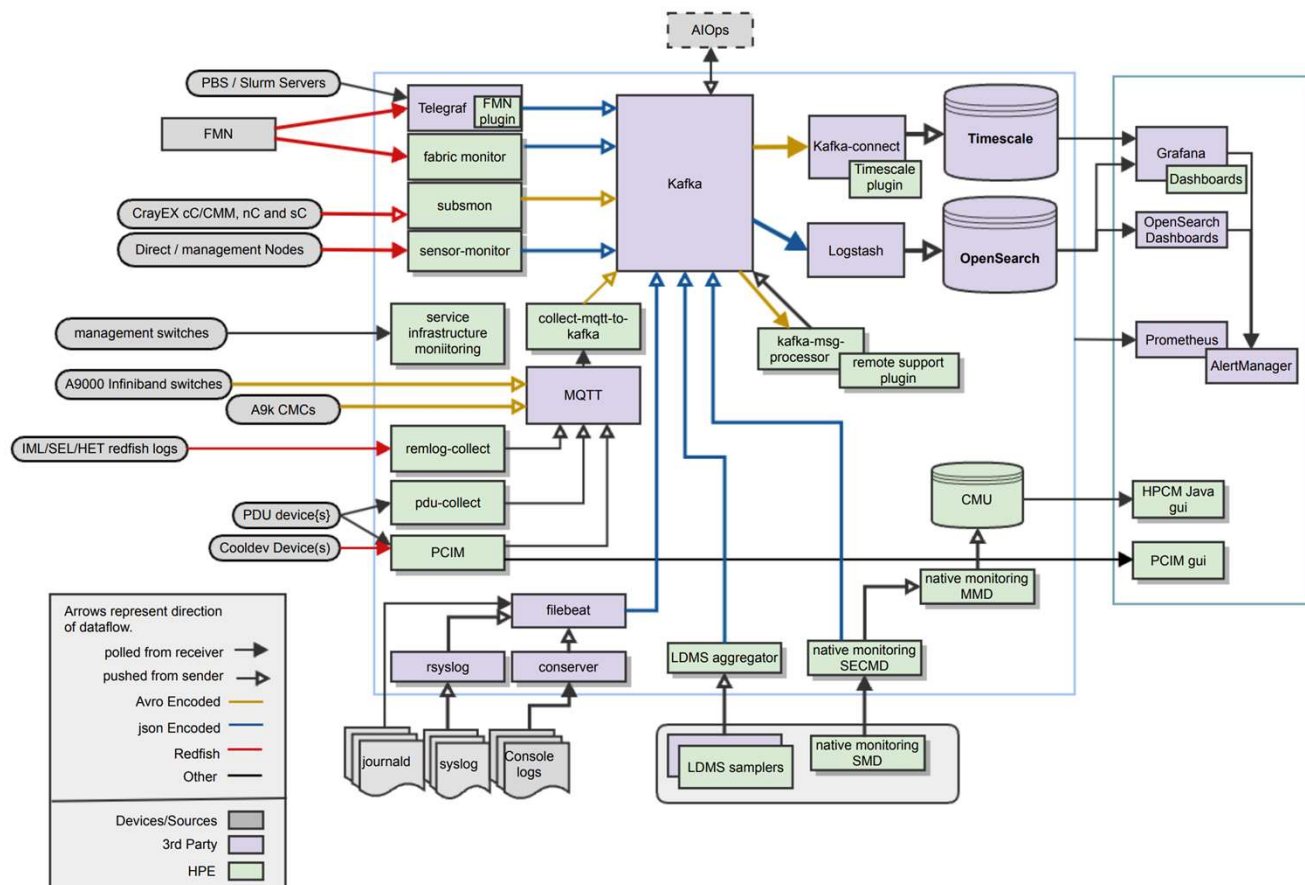 AIOps
PBS / Slurm Servers
FMN
CrayEX cC/CMM, nC and sC
Direct / management Nodes
management switches
A9000 Infiniband switches
A9k CMCs
IML/SEL/HET redfish logs
PDU device{s}
Cooldev Device(s)
Telegraf
FMN
plugin
fabric monitor
subsmon
sensor-monitor
service
infrastructure
moniitoring
collect-mqtt-to-
kafka
MQTT
remlog-collect
pdu-collect
PCIM
filebeat
rsyslog
conserver
journald
syslog
Console
logs
Kafka
Kafka-connect
Timescale
plugin
Logstash
kafka-msg-
processor
remote support
plugin
Timescale
OpenSearch
CMU
native monitoring
MMD
LDMS aggregator
native monitoring
SECMD
LDMS samplers
native monitoring
SMD
Grafana
Dashboards
OpenSearch
Dashboards
Prometheus
AlertManager
HPCM Java
gui
PCIM gui
Arrows represent direction
of dataflow.
polled from receiver
pushed from sender
Avro Encoded
json Encoded
Redfish
Other
Devices/Sources
3rd Party
HPE